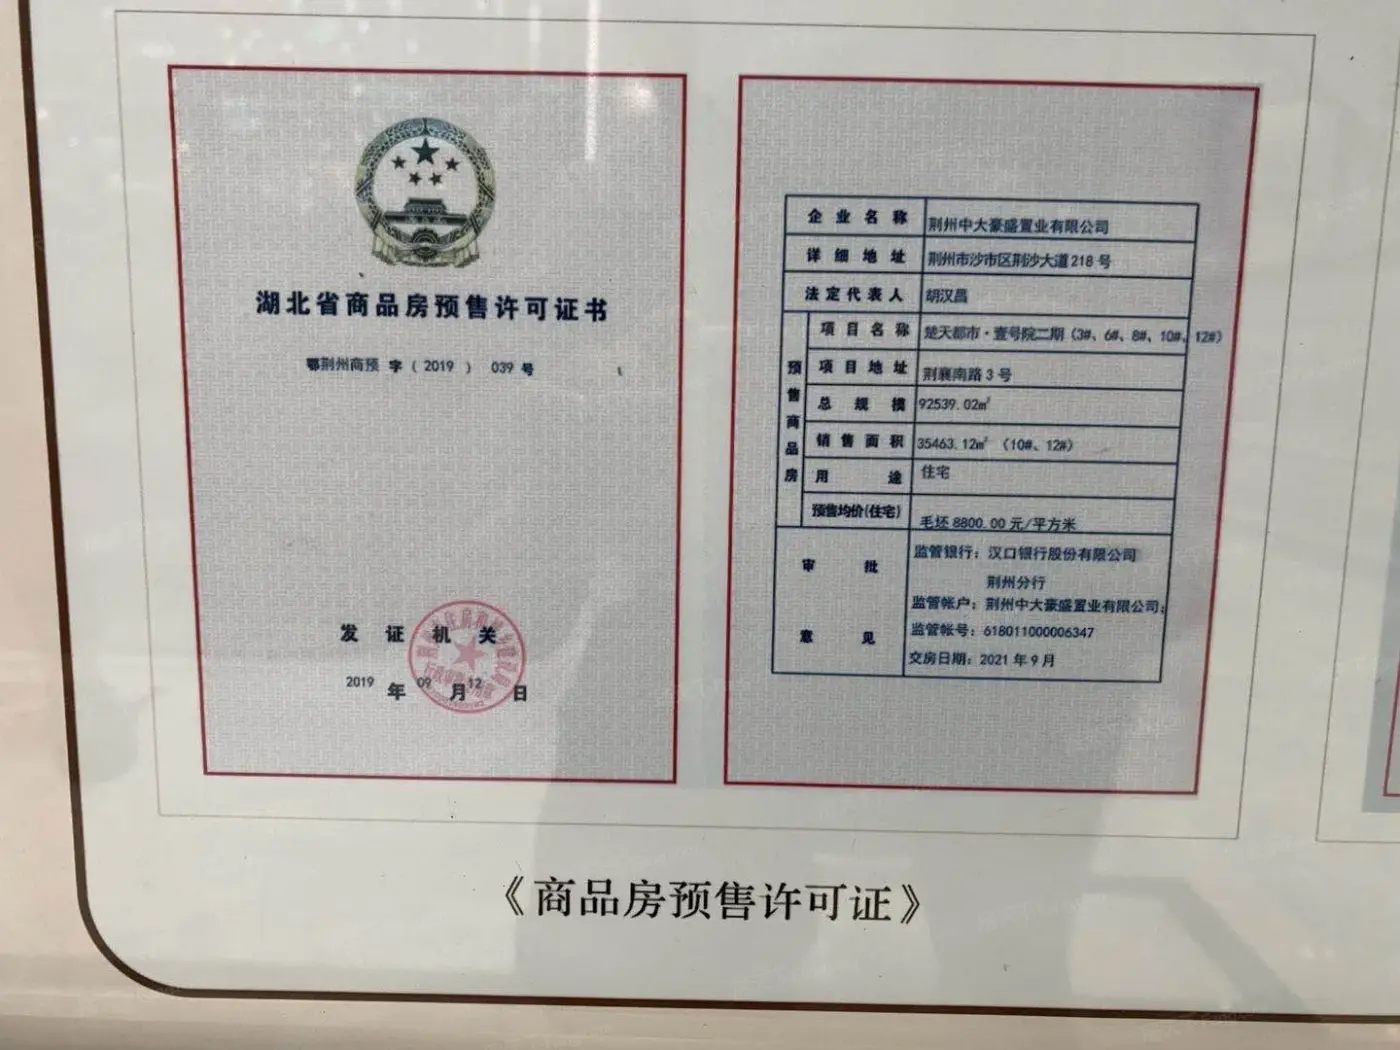 湖北省商品房预售许可证书
鄂荆州商预 字（2019）039 号
发证机关
2019 年 09 月 12 日
企业名称 荆州中大豪盛置业有限公司
详细地址 荆州市沙市区荆沙大道218号
法定代表人 胡汉昌
预售商品房
项目名称 楚天都市·壹号院二期（3#、6#、8#、10#、12#）
项目地址 荆襄南路3号
总规模 92539.02㎡
销售面积 35463.12㎡（10#、12#）
用途 住宅
预售均价(住宅) 毛坯8800.00元/平方米
审批意见
监管银行：汉口银行股份有限公司
荆州分行
监管帐户：荆州中大豪盛置业有限公司;
监管帐号：618011000006347
交房日期：2021年9月
《商品房预售许可证》